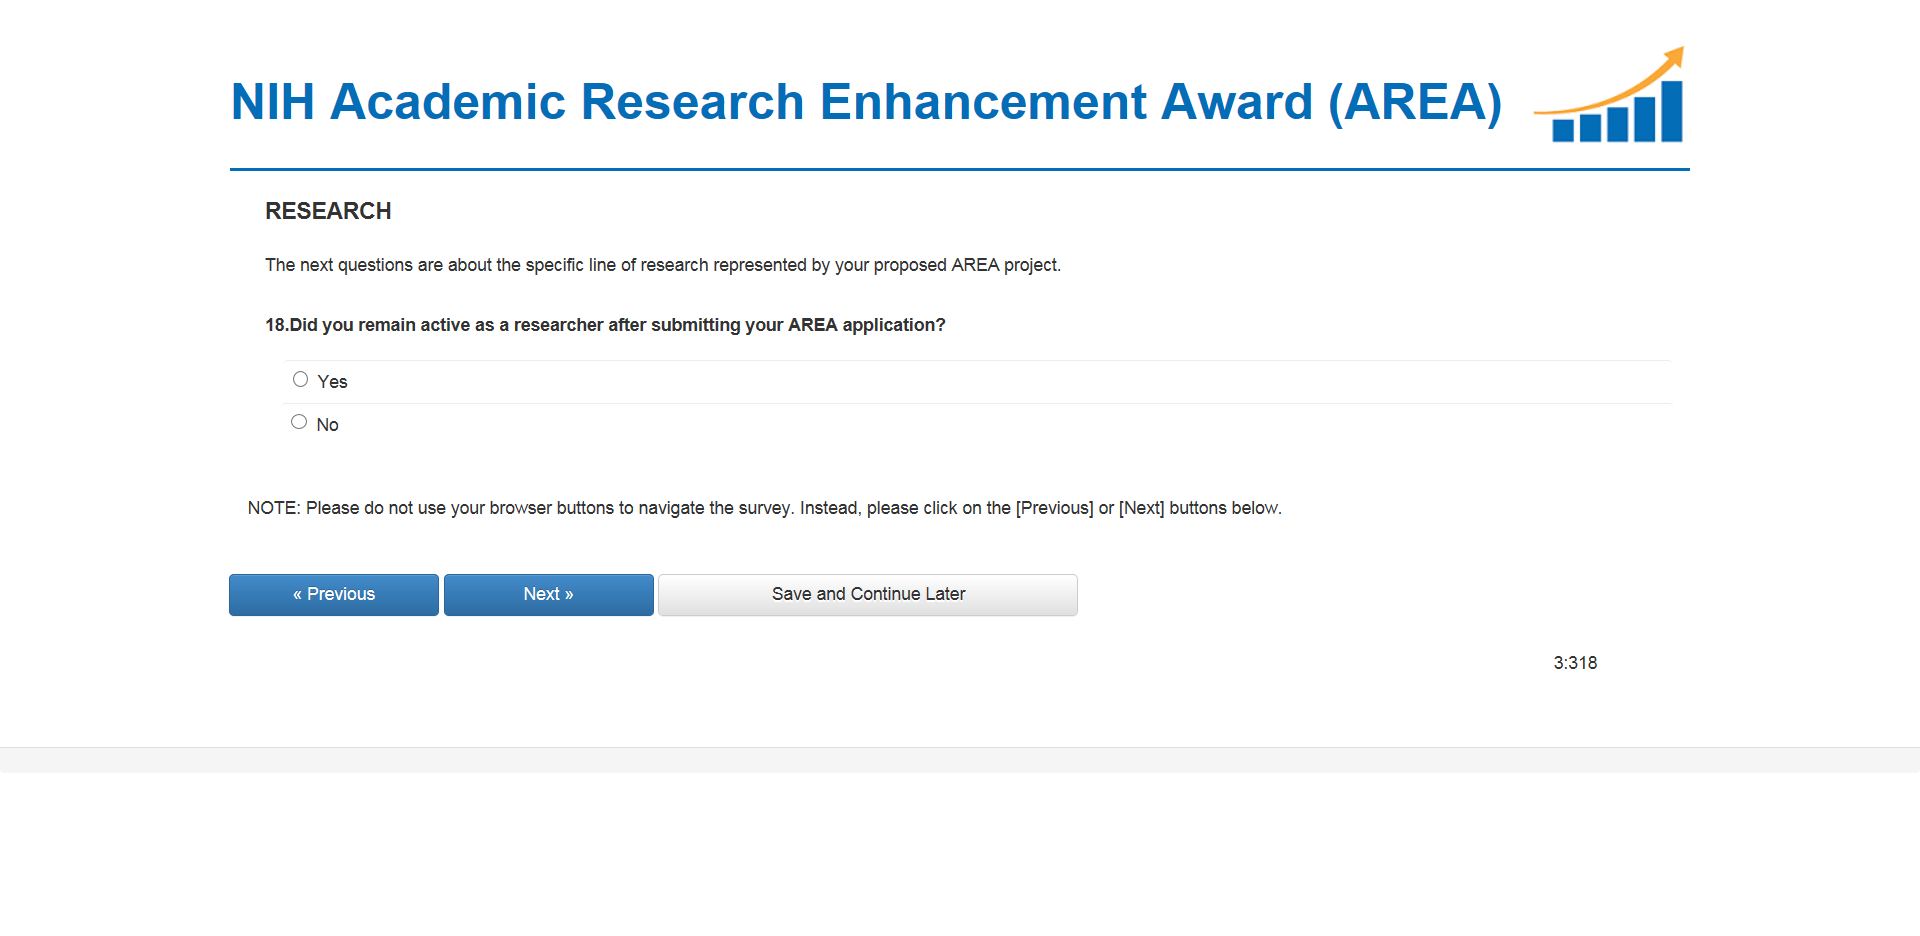 NIH Academic Research Enhancement Award (AREA)
RESEARCH
The next questions are about the specific line of research represented by your proposed AREA project.
18.Did you remain active as a researcher after submitting your AREA application?
Yes
No
NOTE: Please do not use your browser buttons to navigate the survey. Instead, please click on the [Previous] or [Next] buttons below.
« Previous
Next »
Save and Continue Later
3:318